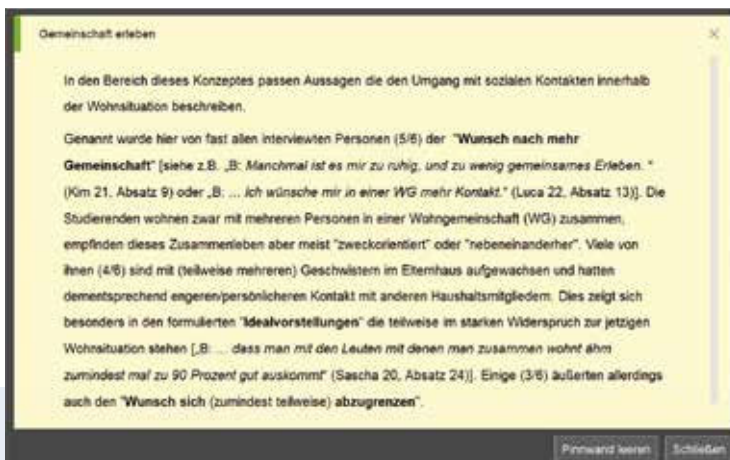 Gemeinschaft erleben
In den Bereich dieses Konzeptes passen Aussagen die den Umgang mit sozialen Kontakten innerhalb
der Wohnsituation beschreiben.
Genannt wurde hier von fast allen interviewten Personen (5/6) der "Wunsch nach mehr
Gemeinschaft" [siehe z.B. „B: Manchmal ist es mir zu ruhig, und zu wenig gemeinsames Erleben. "
(Kim 21, Absatz 9) oder „B: ... Ich wünsche mir in einer WG mehr Kontakt." (Luca 22, Absatz 13)]. Die
Studierenden wohnen zwar mit mehreren Personen in einer Wohngemeinschaft (WG) zusammen,
empfinden dieses Zusammenleben aber meist "zweckorientiert" oder "nebeneinanderher". Viele von
ihnen (4/6) sind mit (teilweise mehreren) Geschwistern im Elternhaus aufgewachsen und hatten
dementsprechend engeren/persönlicheren Kontakt mit anderen Haushaltsmitgliedern. Dies zeigt sich
besonders in den formulierten "Idealvorstellungen" die teilweise im starken Widerspruch zur jetzigen
Wohnsituation stehen [„B: ... dass man mit den Leuten mit denen man zusammen wohnt ähm
zumindest mal zu 90 Prozent gut auskommt" (Sascha 20, Absatz 24)]. Einige (3/6) äußerten allerdings
auch den "Wunsch sich (zumindest teilweise) abzugrenzen".
Pinnwand leeren Schließen